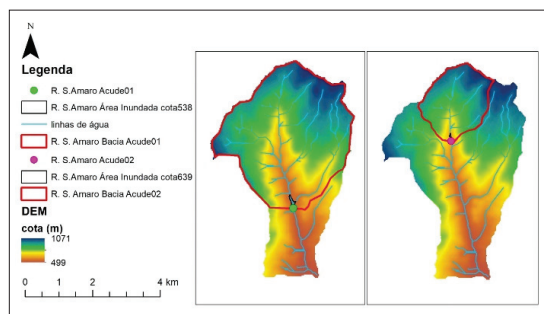 N
Legenda
R. S.Amaro Acude01
R. S.Amaro Área Inundada cota538
linhas de água
R. S. Amaro Bacia Acude01
R. S.Amaro Acude02
R. S.Amaro Área Inundada cota639
R. S. Amaro Bacia Acude02
DEM
cota (m)
1071
499
0 1 2 4 km